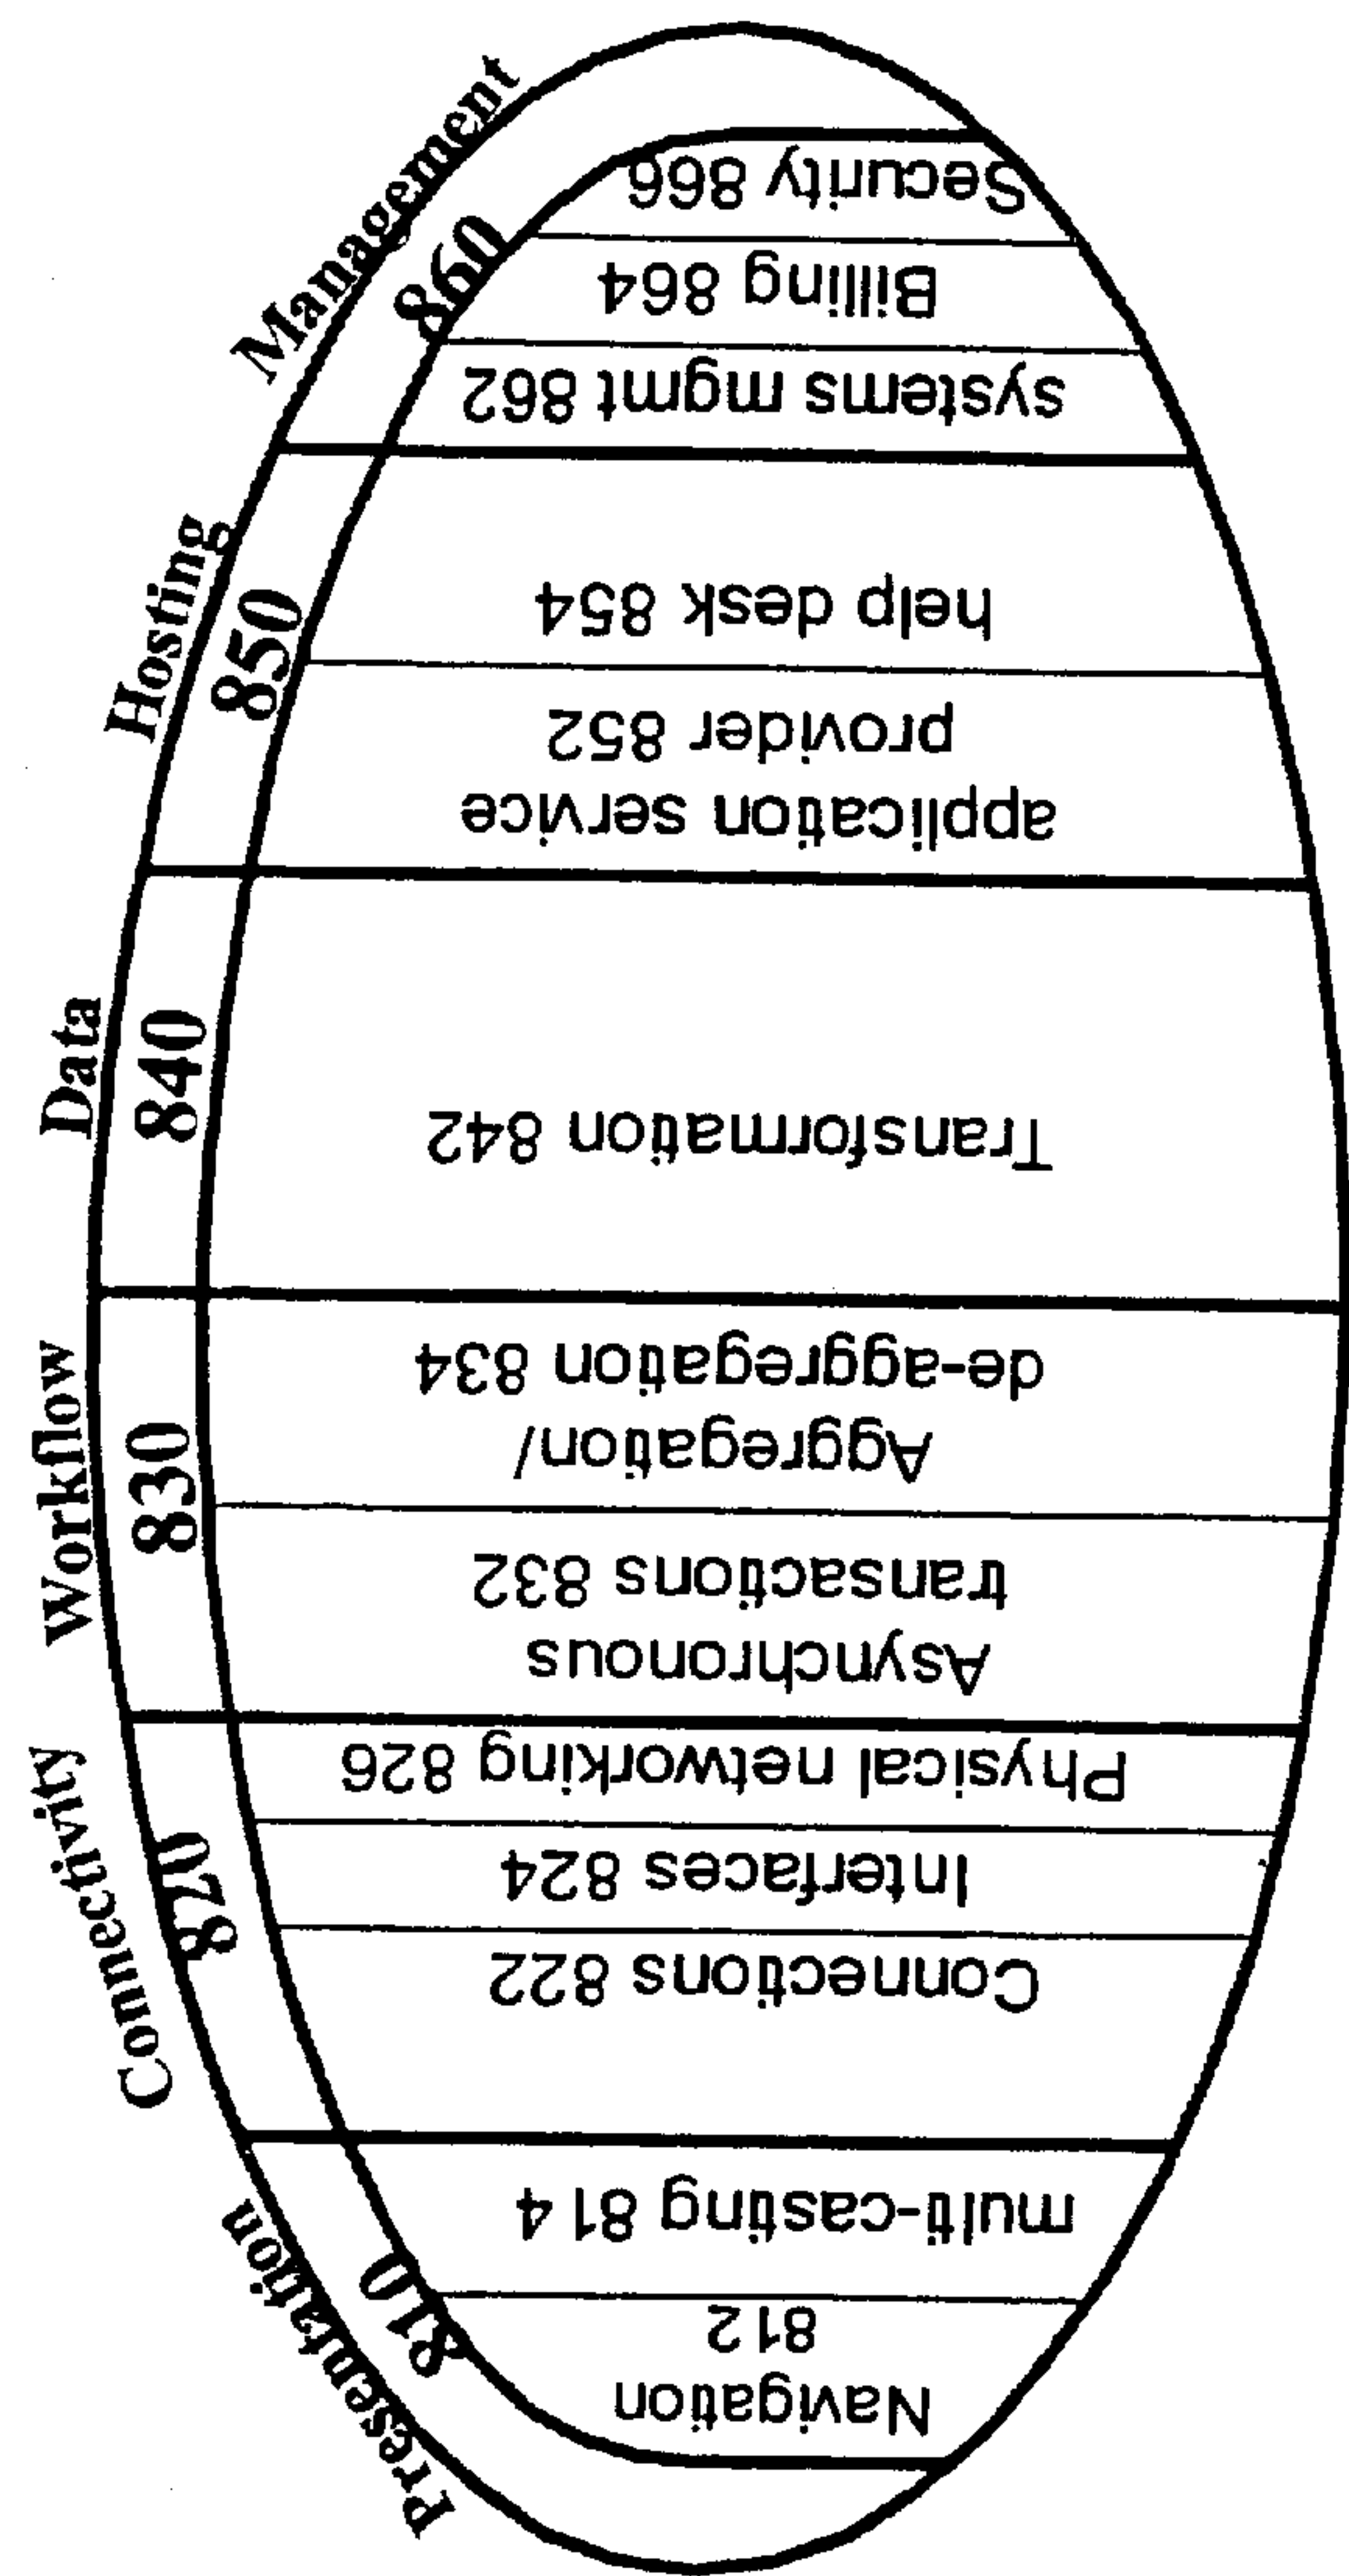 Presentation
810
Navigation
812
multi-casting 814
Connectivity
820
Connections 822
Interfaces 824
Physical networking 826
Workflow
830
Asynchronous
transactions 832
Aggregation/
de-aggregation 834
Data
840
Transformation 842
Hosting
850
application service
provider 852
help desk 854
Management
860
systems mgmt 862
Billing 864
Security 866